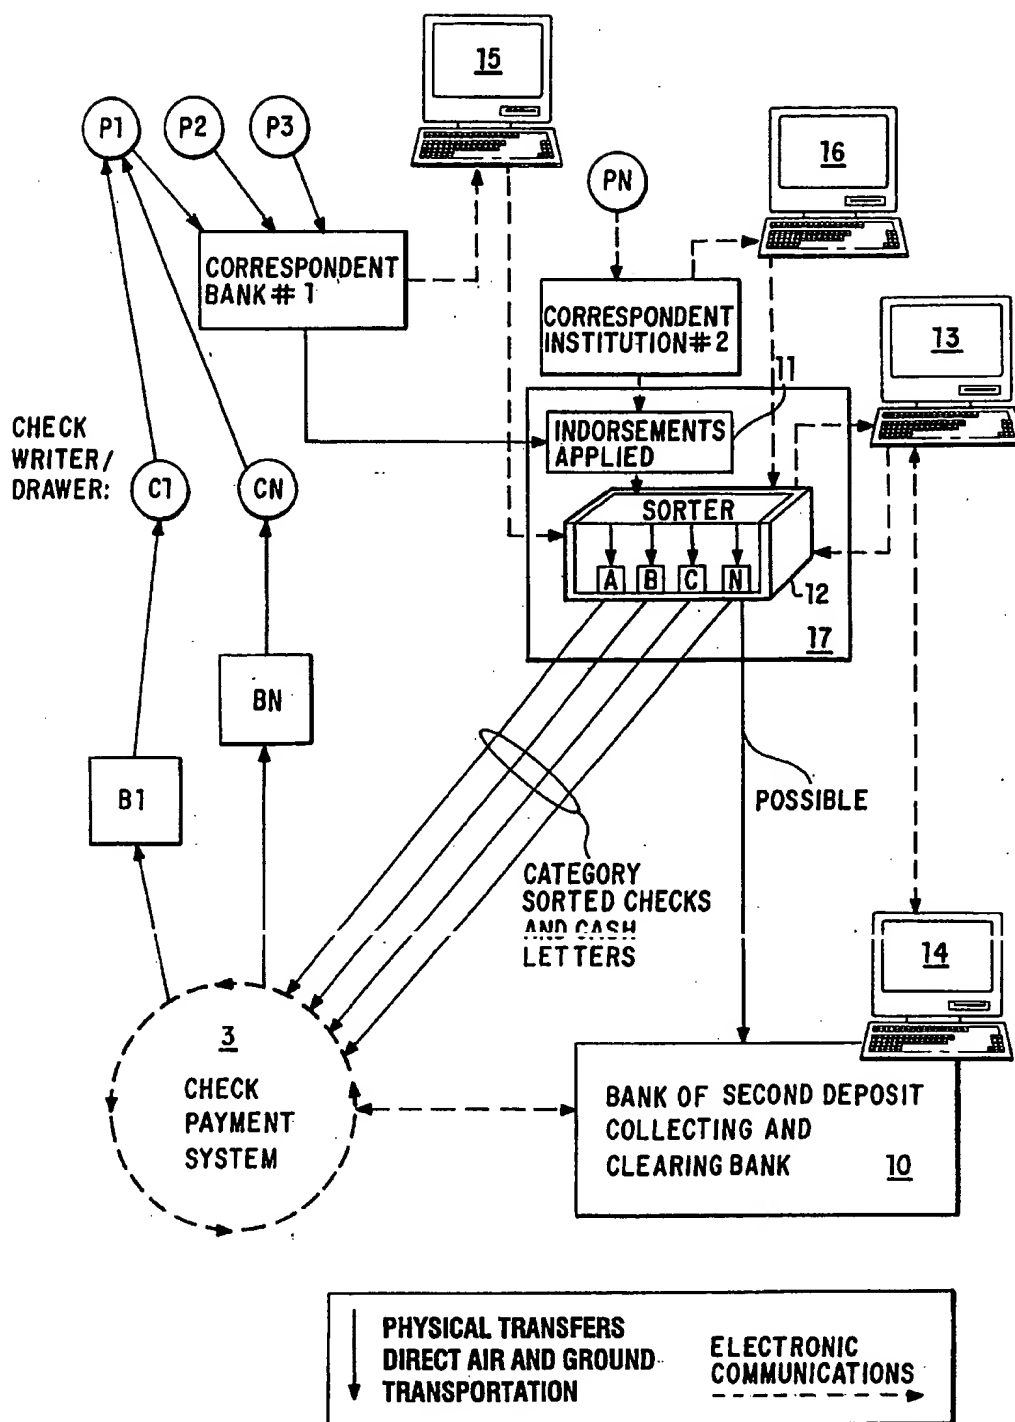 15
P1
P2
P3
16
PN
CORRESPONDENT
BANK # 1
CORRESPONDENT
INSTITUTION # 2
13
11
INDORSEMENTS
APPLIED
CHECK
WRITER/
DRAWER:
C1
CN
SORTER
A
B
C
N
12
17
BN
B1
POSSIBLE
CATEGORY
SORTED CHECKS
AND CASH
LETTERS
14
3
CHECK
PAYMENT
SYSTEM
BANK OF SECOND DEPOSIT
COLLECTING AND
CLEARING BANK
10
PHYSICAL TRANSFERS
DIRECT AIR AND GROUND
TRANSPORTATION
ELECTRONIC
COMMUNICATIONS